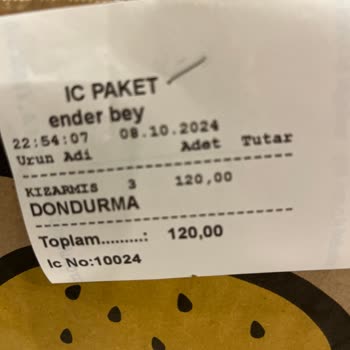 IC PAKET
ender bey
22:54:07 08.10.2024
Urun Adi Adet Tutar
KIZARMIS 3 120,00
DONDURMA
Toplam..........: 120,00
Ic No:10024